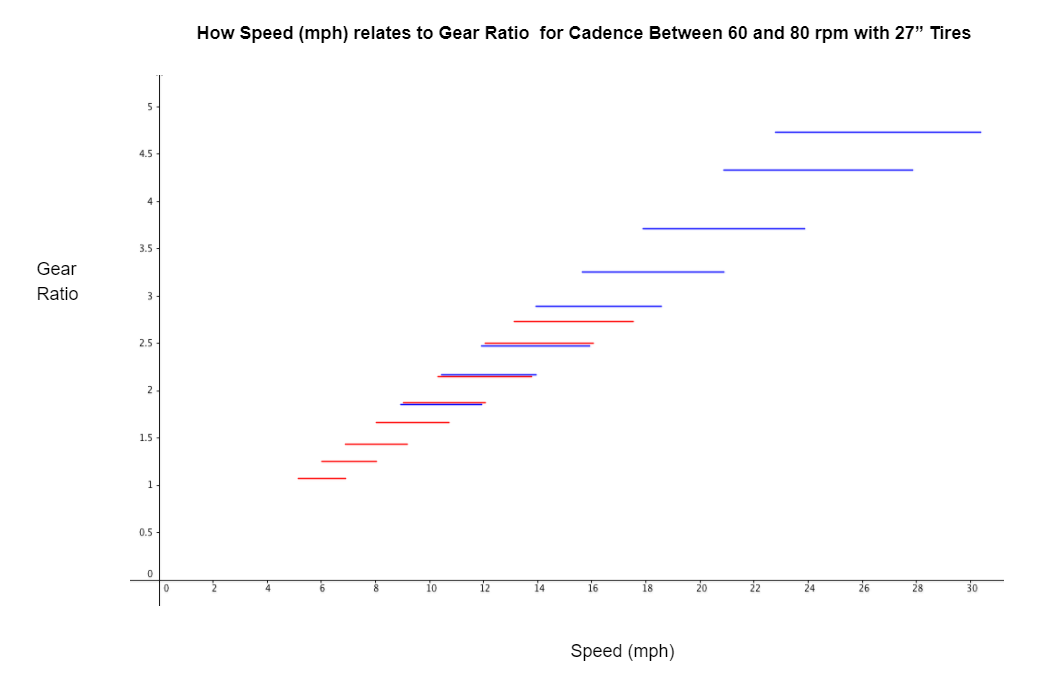 How Speed (mph) relates to Gear Ratio  for Cadence Between 60 and 80 rpm with 27” Tires
5
4.5
4
3.5
Gear
Ratio
3
2.5
2
1.5
1
0.5
0
0 2 4 6 8 10 12 14 16 18 20 22 24 26 28 30
Speed (mph)